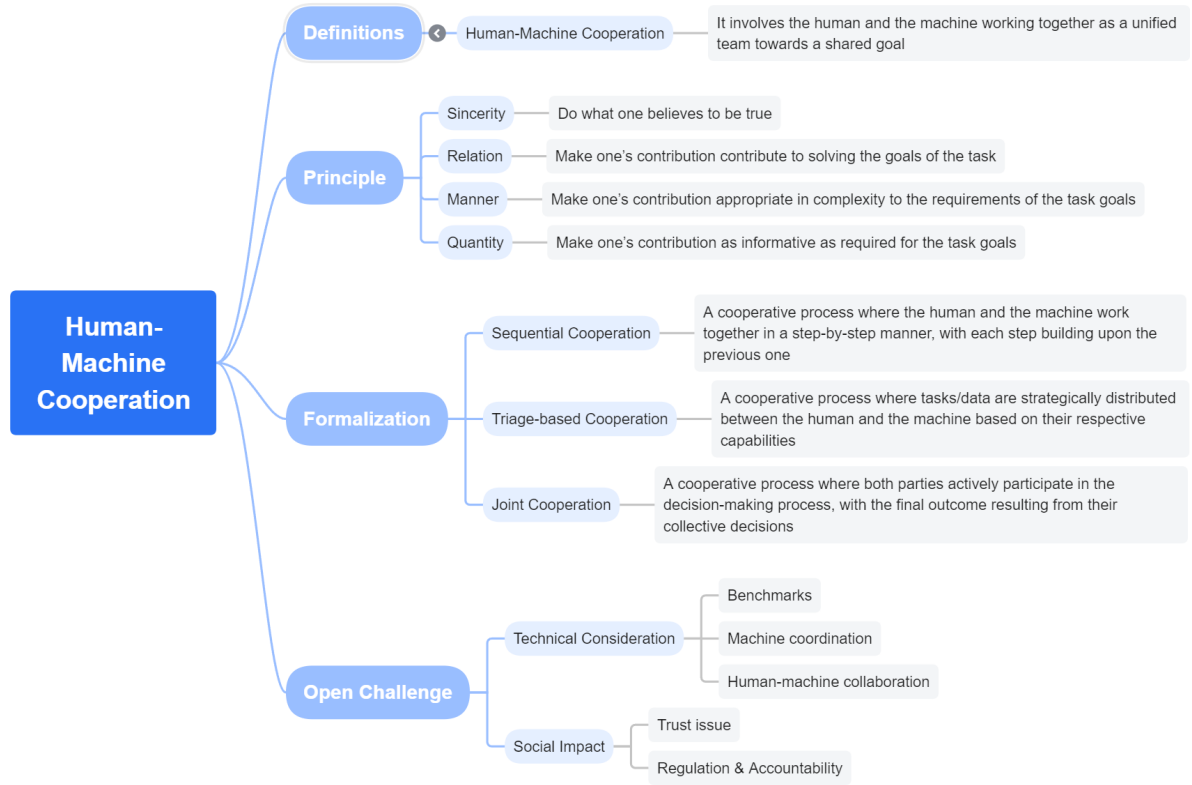 Human-
Machine
Cooperation
Definitions
Human-Machine Cooperation
It involves the human and the machine working together as a unified
team towards a shared goal
Principle
Sincerity
Do what one believes to be true
Relation
Make one’s contribution contribute to solving the goals of the task
Manner
Make one’s contribution appropriate in complexity to the requirements of the task goals
Quantity
Make one’s contribution as informative as required for the task goals
Formalization
Sequential Cooperation
A cooperative process where the human and the machine work
together in a step-by-step manner, with each step building upon the
previous one
Triage-based Cooperation
A cooperative process where tasks/data are strategically distributed
between the human and the machine based on their respective
capabilities
Joint Cooperation
A cooperative process where both parties actively participate in the
decision-making process, with the final outcome resulting from their
collective decisions
Open Challenge
Technical Consideration
Benchmarks
Machine coordination
Human-machine collaboration
Social Impact
Trust issue
Regulation & Accountability